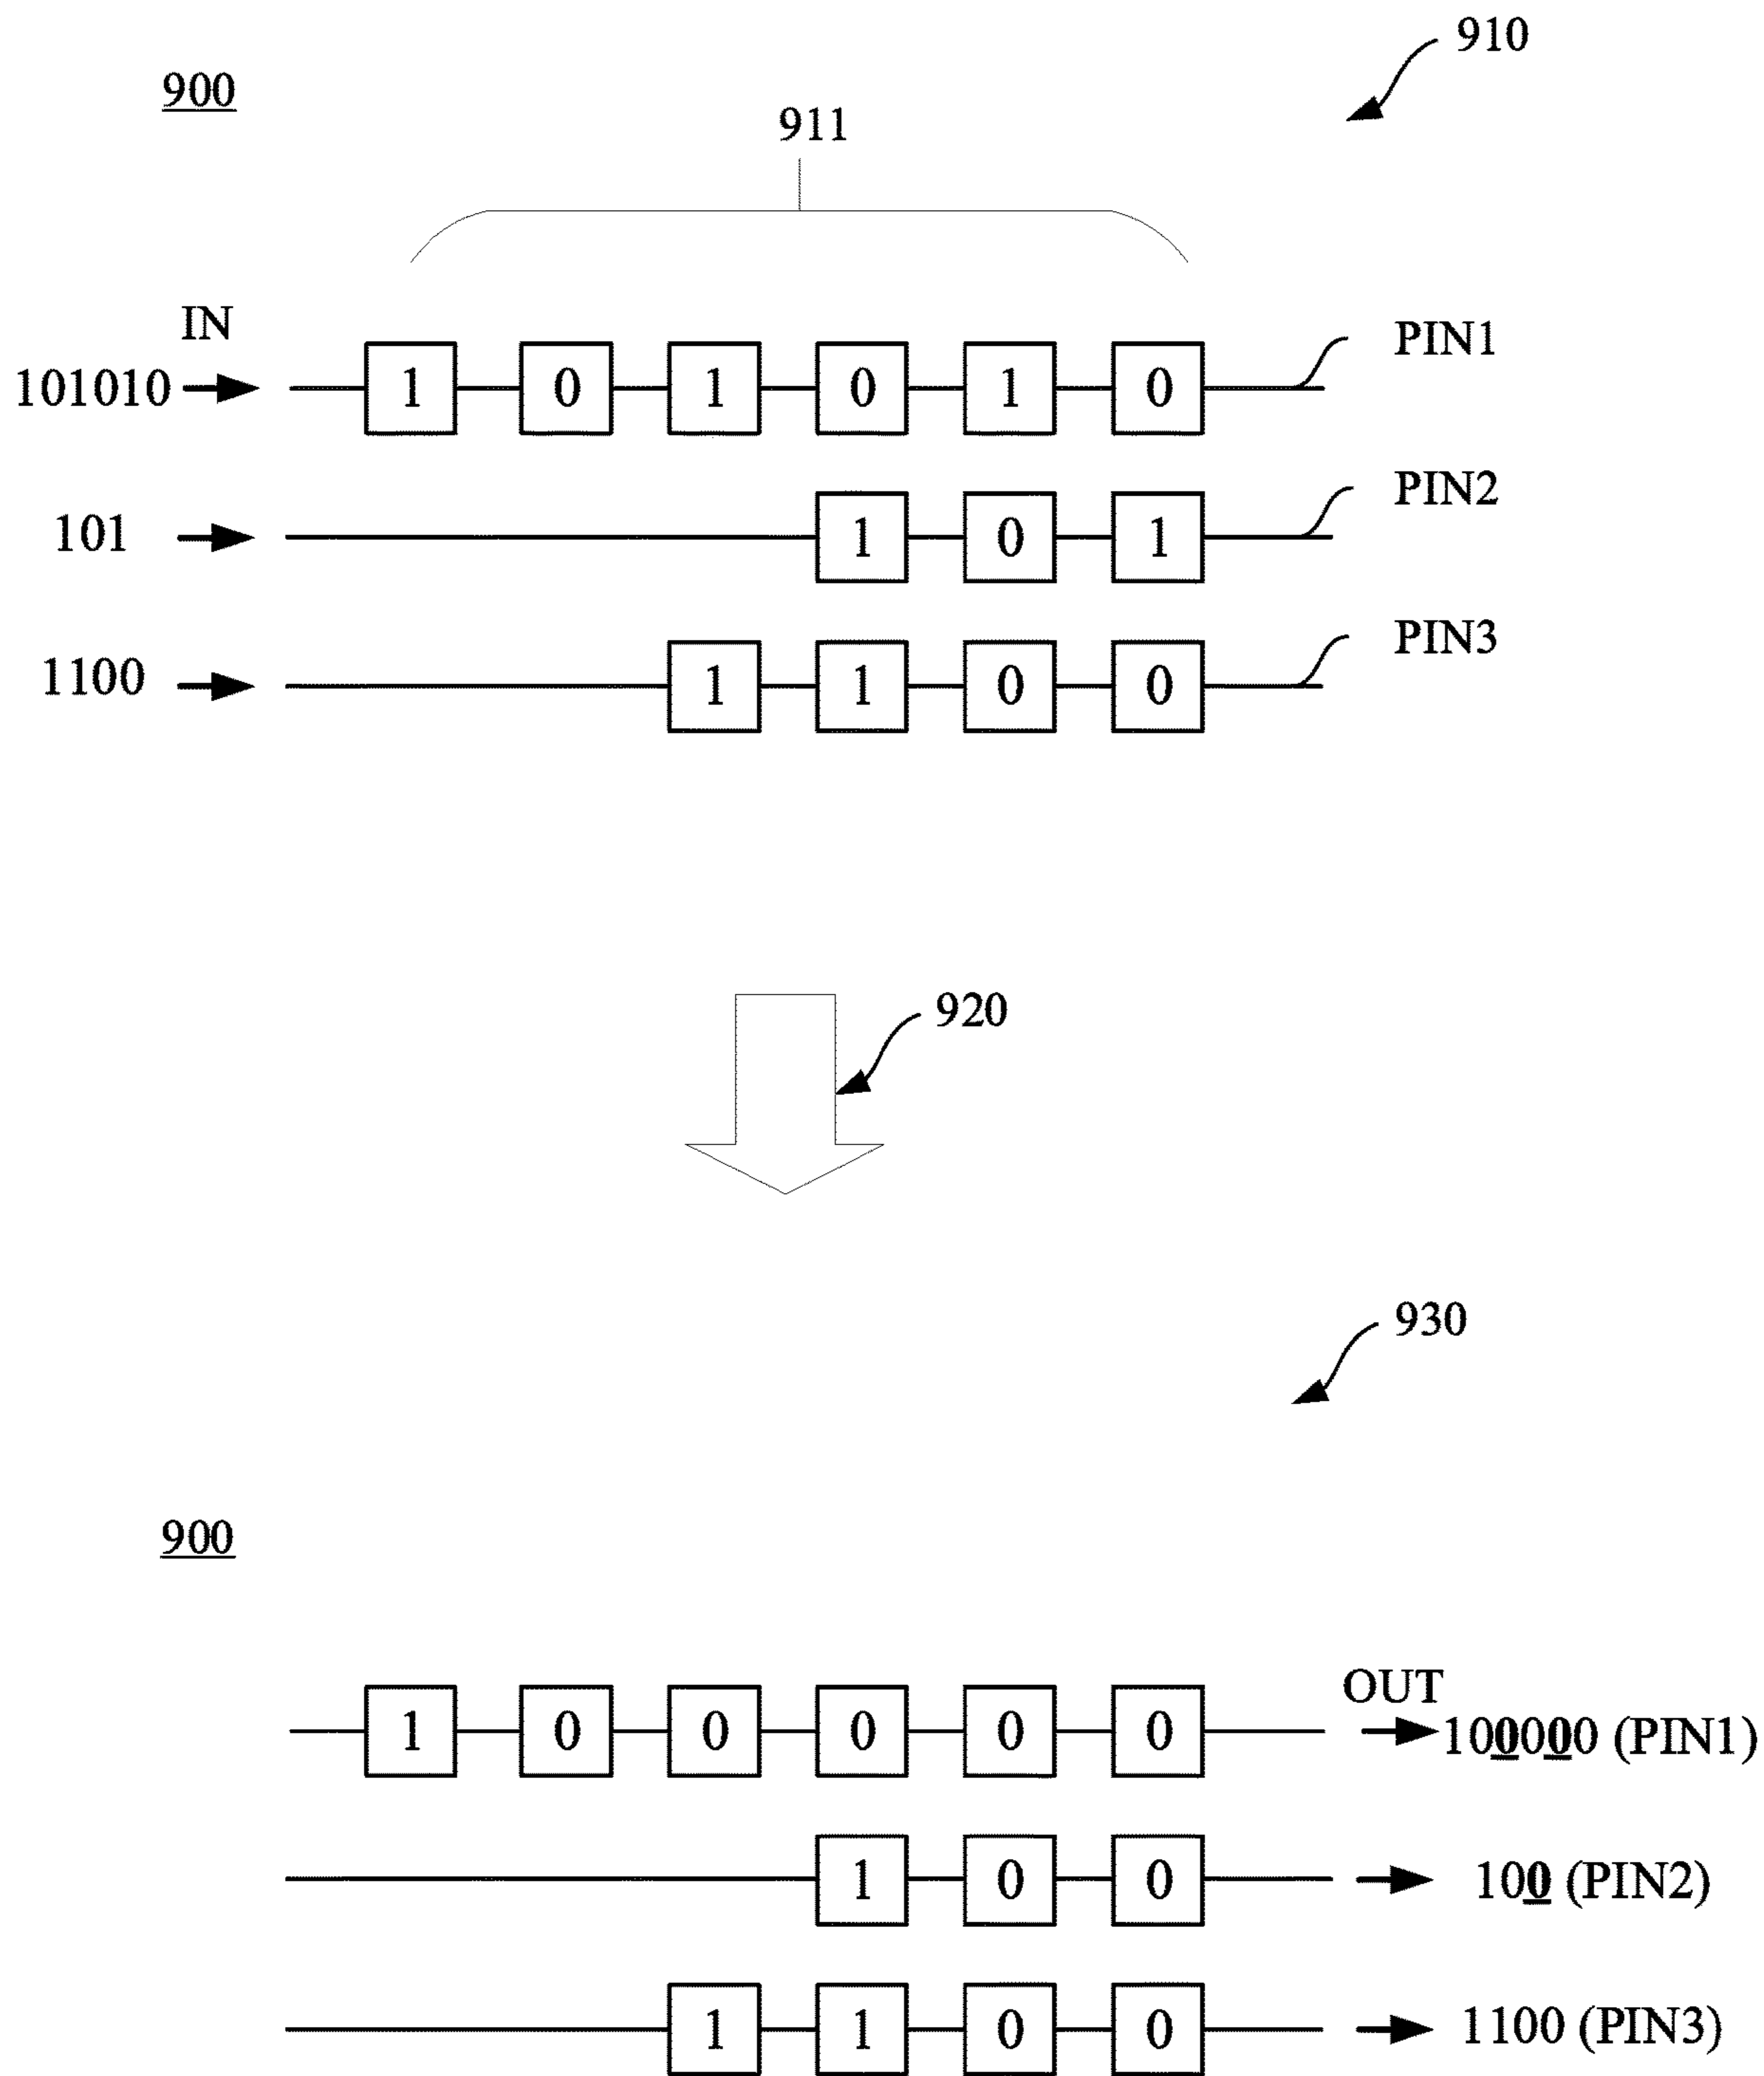 910
900
911
IN
101010 1 0 1 0 1 0 PIN1
101 1 0 1 PIN2
1100 1 1 0 0 PIN3
920
930
900
OUT
1 0 0 0 0 0 100000 (PIN1)
1 0 0 100 (PIN2)
1 1 0 0 1100 (PIN3)